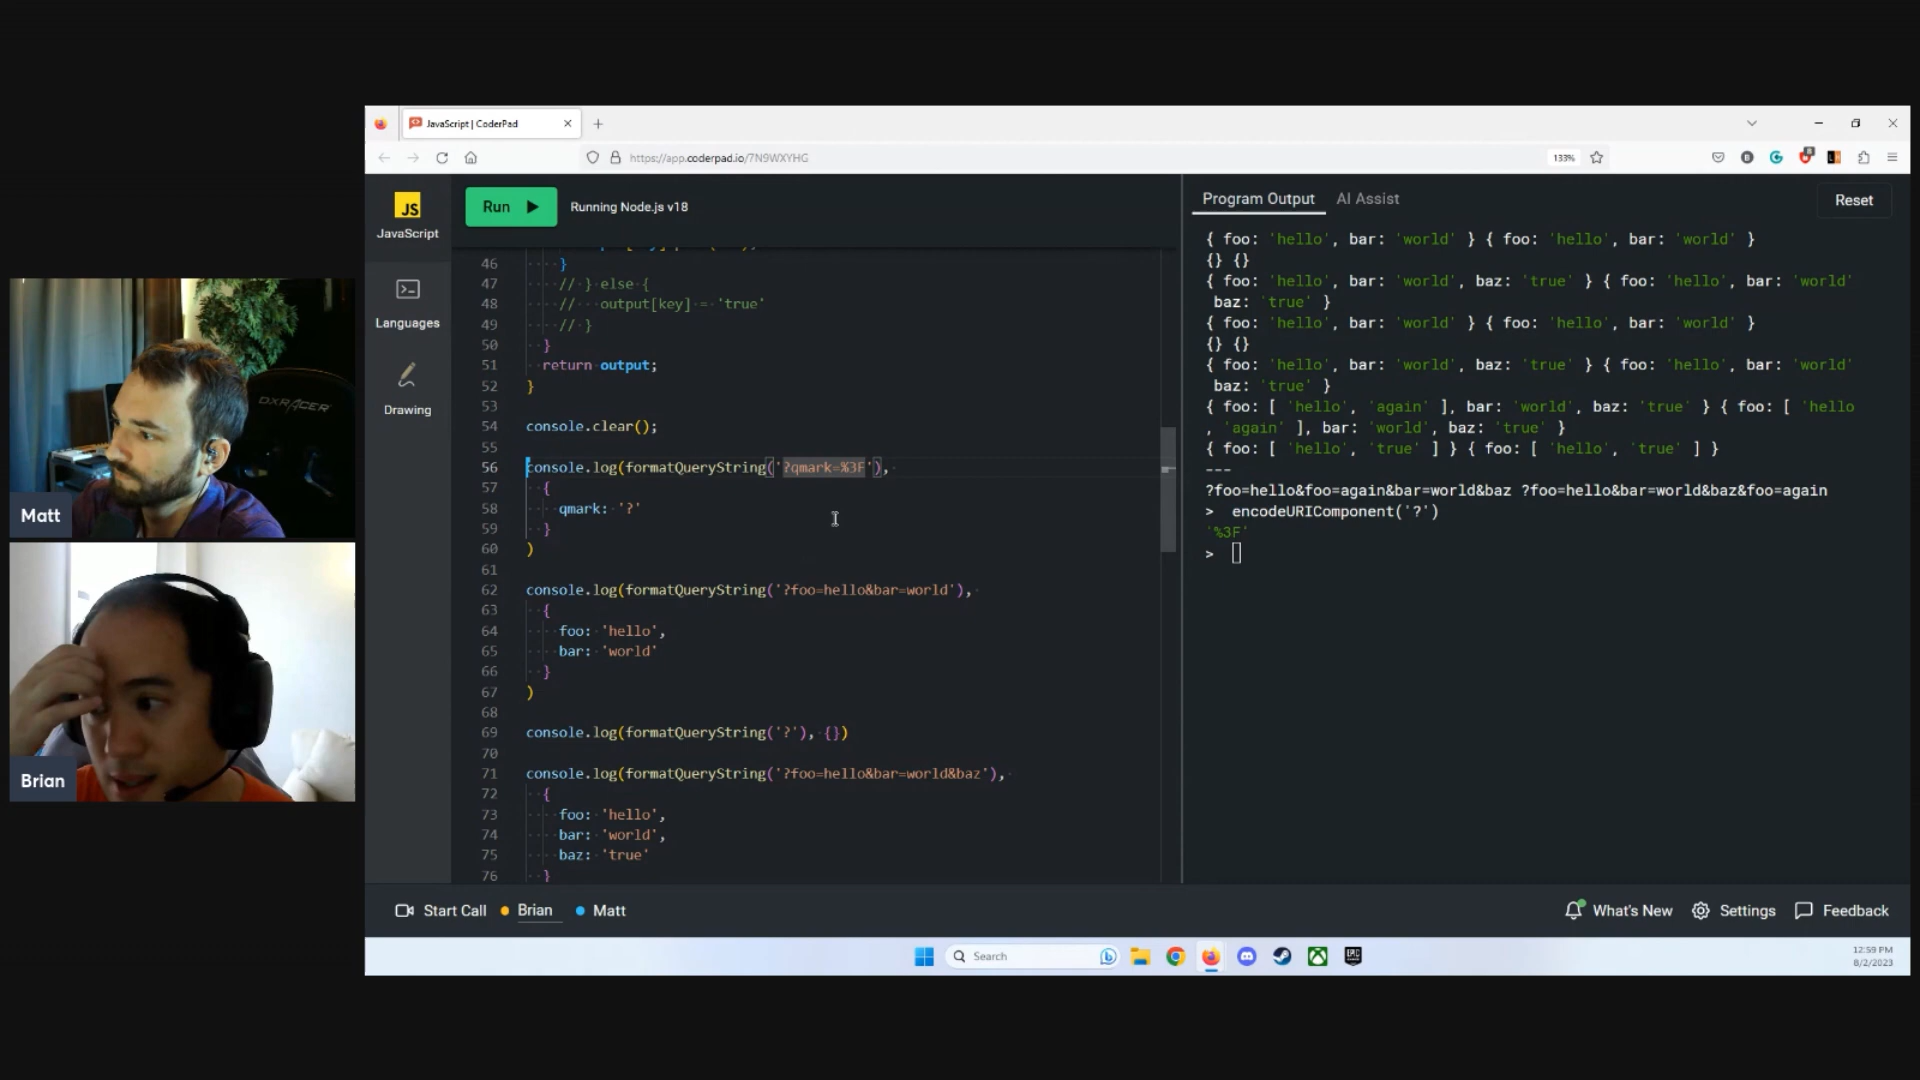 JavaScript | CoderPad
https://app.coderpad.io/7N9WXYHG
133%
JS
JavaScript
Languages
Drawing
Run
Running Node.js v18
46 }
47 // } else {
48 //   output[key] = 'true'
49 // }
50 }
51 return output;
52 }
53
54 console.clear();
55
56 console.log(formatQueryString('?qmark=%3F'),
57 {
58 qmark: '?'
59 }
60 )
61
62 console.log(formatQueryString('?foo=hello&bar=world'),
63 {
64 foo: 'hello',
65 bar: 'world'
66 }
67 )
68
69 console.log(formatQueryString('?'), {})
70
71 console.log(formatQueryString('?foo=hello&bar=world&baz'),
72 {
73 foo: 'hello',
74 bar: 'world',
75 baz: 'true'
76 }
Program Output
AI Assist
Reset
{ foo: 'hello', bar: 'world' } { foo: 'hello', bar: 'world' }
{} {}
{ foo: 'hello', bar: 'world', baz: 'true' } { foo: 'hello', bar: 'world'
baz: 'true' }
{ foo: 'hello', bar: 'world' } { foo: 'hello', bar: 'world' }
{} {}
{ foo: 'hello', bar: 'world', baz: 'true' } { foo: 'hello', bar: 'world'
baz: 'true' }
{ foo: [ 'hello', 'again' ], bar: 'world', baz: 'true' } { foo: [ 'hello
, 'again' ], bar: 'world', baz: 'true' }
{ foo: [ 'hello', 'true' ] } { foo: [ 'hello', 'true' ] }
---
?foo=hello&foo=again&bar=world&baz ?foo=hello&bar=world&baz&foo=again
> encodeURIComponent('?')
'%3F'
>
DXRACER
Matt
Brian
Start Call
Brian
Matt
What's New
Settings
Feedback
Search
EPIC
12:59 PM
8/2/2023